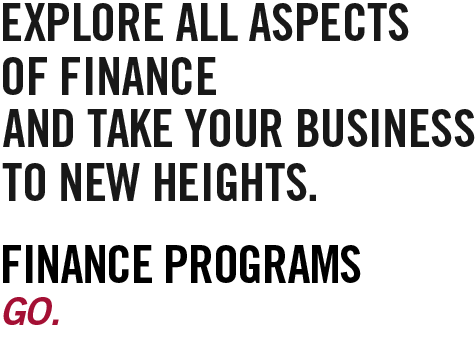 EXPLORE ALL ASPECTS
OF FINANCE
AND TAKE YOUR BUSINESS
TO NEW HEIGHTS.
FINANCE PROGRAMS
GO.